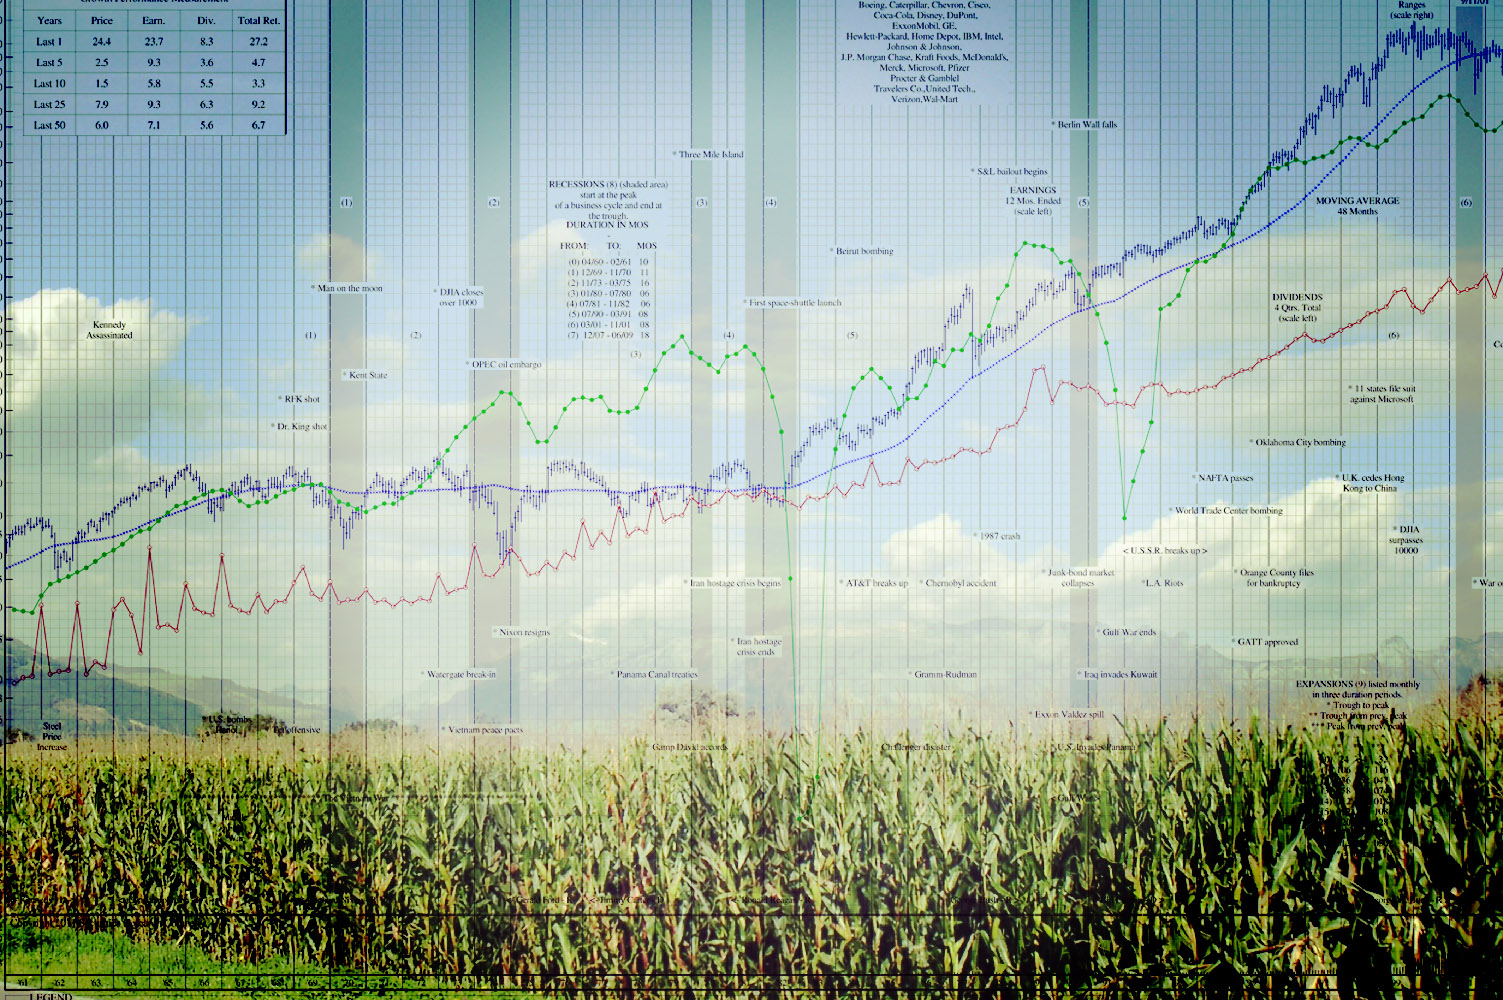 Growth Performance Measurement
Years Price Earn. Div. Total Ret.
Last 1 24.4 23.7 8.3 27.2
Last 5 2.5 9.3 3.6 4.7
Last 10 1.5 5.8 5.5 3.3
Last 25 7.9 9.3 6.3 9.2
Last 50 6.0 7.1 5.6 6.7
Boeing, Caterpillar, Chevron, Cisco,
Coca-Cola, Disney, DuPont,
ExxonMobil, GE,
Hewlett-Packard, Home Depot, IBM, Intel,
Johnson & Johnson,
J.P. Morgan Chase, Kraft Foods, McDonald's,
Merck, Microsoft, Pfizer
Procter & Gamblel
Travelers Co.,United Tech.,
Verizon,Wal-Mart
Ranges
(scale right)
9/11/01
* Berlin Wall falls
* Three Mile Island
* S&L bailout begins
RECESSIONS (8) (shaded area)
start at the peak
of a business cycle and end at
the trough.
DURATION IN MOS
FROM: TO: MOS
(0) 04/60 - 02/61 10
(1) 12/69 - 11/70 11
(2) 11/73 - 03/75 16
(3) 01/80 - 07/80 06
(4) 07/81 - 11/82 06
(5) 07/90 - 03/91 08
(6) 03/01 - 11/01 08
(7) 12/07 - 06/09 18
EARNINGS
12 Mos. Ended
(scale left)
(1)
(2)
(3)
(4)
(5)
(6)
MOVING AVERAGE
48 Months
* Beirut bombing
* Man on the moon
* DJIA closes
over 1000
* First space-shuttle launch
DIVIDENDS
4 Qtrs. Total
(scale left)
Kennedy
Assassinated
(1)
(2)
(3)
(4)
(5)
(6)
* OPEC oil embargo
* Kent State
* RFK shot
* Dr. King shot
* 11 states file suit
against Microsoft
* Oklahoma City bombing
* NAFTA passes
* U.K. cedes Hong
Kong to China
* World Trade Center bombing
* 1987 crash
* DJIA
surpasses
10000
< U.S.S.R. breaks up >
* Iran hostage crisis begins
* AT&T breaks up
* Chernobyl accident
* Junk-bond market
collapses
* L.A. Riots
* Orange County files
for bankruptcy
* War o
* Nixon resigns
* Iran hostage
crisis ends
* Gulf War ends
* GATT approved
* Watergate break-in
* Panama Canal treaties
* Gramm-Rudman
* Iraq invades Kuwait
EXPANSIONS (9) listed monthly
in three duration periods.
* Trough to peak
** Trough from prev. peak
*** Peak from prev. peak
* Exxon Valdez spill
Steel
Price
Increase
* U.S. bombs
Hanoi
* Tet offensive
* Vietnam peace pacts
Camp David accords
Challenger disaster
* U.S. Invades Panama
< Gulf War >
< Gerald Ford - R
'61 '62 '63 '64 '65 '66 '67 '68 '69
LEGEND